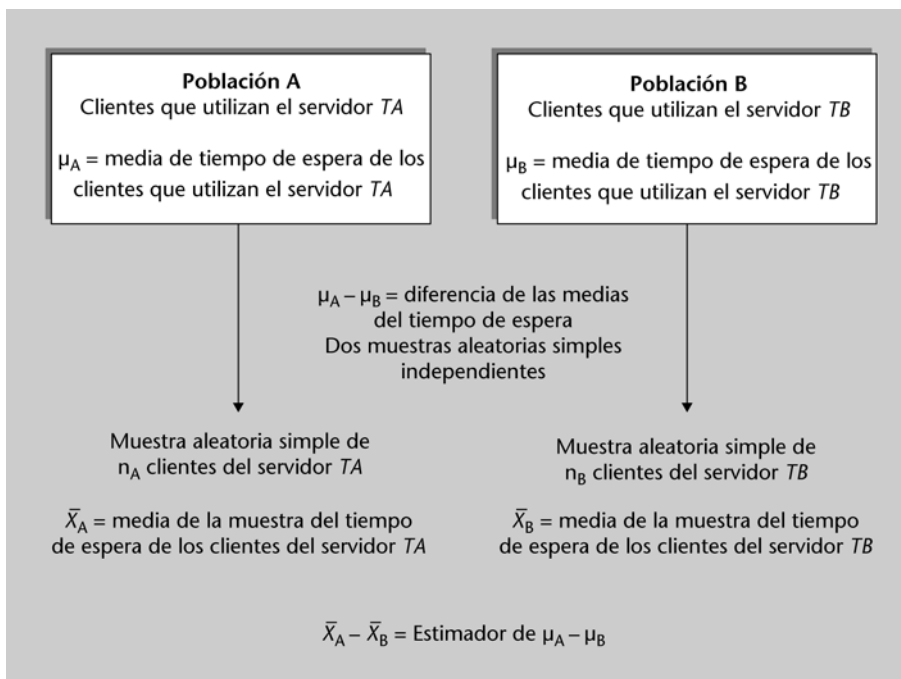 Población A
Clientes que utilizan el servidor TA
μA = media de tiempo de espera de los
clientes que utilizan el servidor TA
Población B
Clientes que utilizan el servidor TB
μB = media de tiempo de espera de los
clientes que utilizan el servidor TB
μA – μB = diferencia de las medias
del tiempo de espera
Dos muestras aleatorias simples
independientes
Muestra aleatoria simple de
nA clientes del servidor TA
X̄A = media de la muestra del tiempo
de espera de los clientes del servidor TA
Muestra aleatoria simple de
nB clientes del servidor TB
X̄B = media de la muestra del tiempo
de espera de los clientes del servidor TB
X̄A – X̄B = Estimador de μA – μB